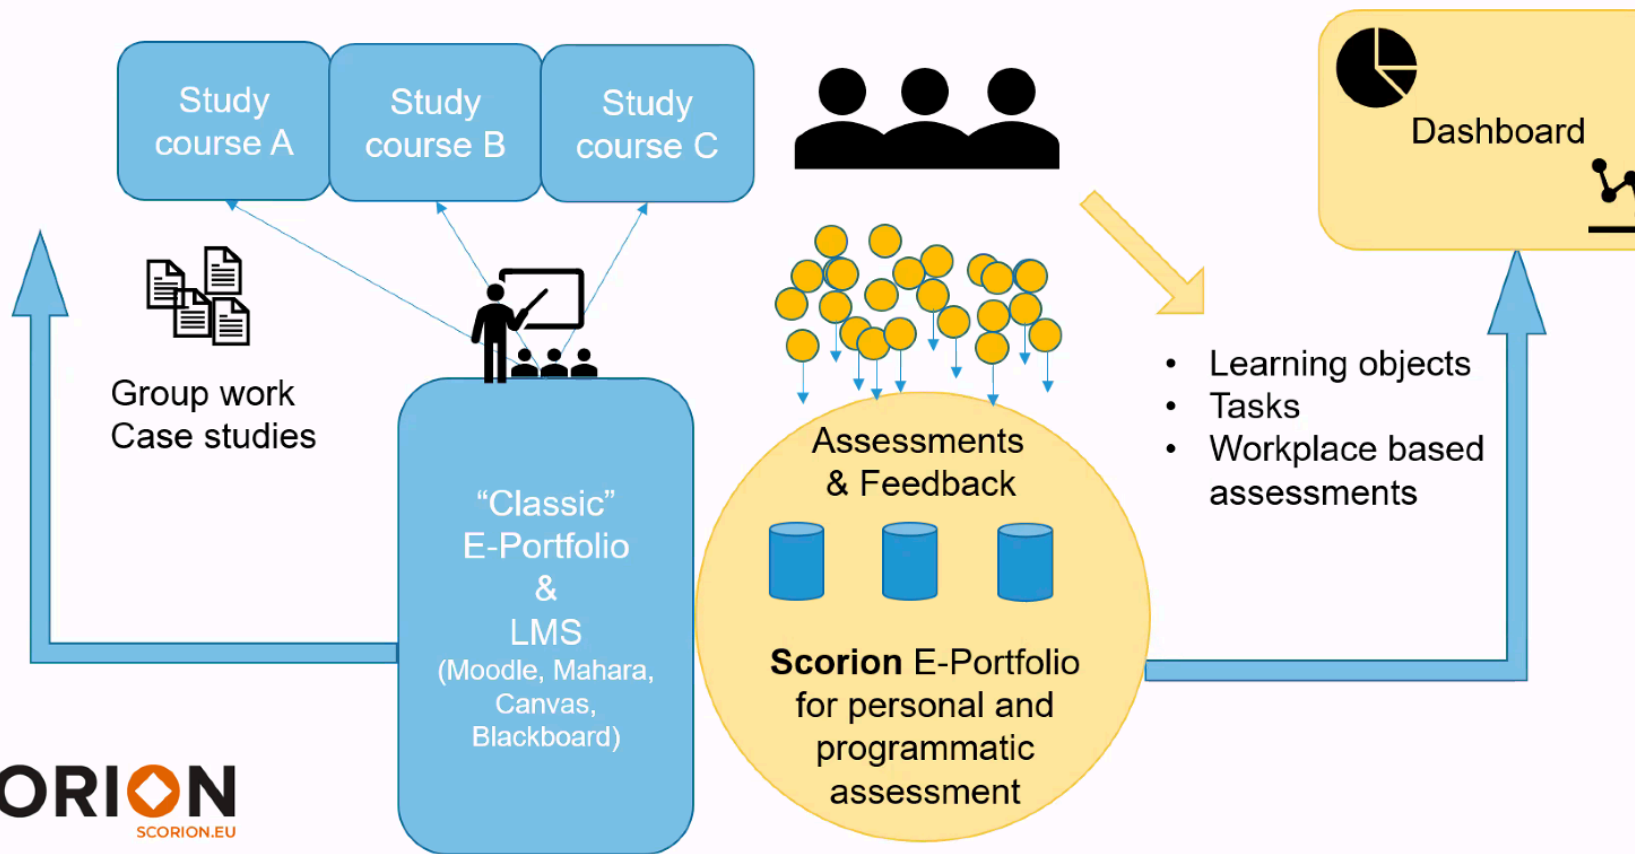 Study
course A
Study
course B
Study
course C
Dashboard
Group work
Case studies
• Learning objects
• Tasks
• Workplace based
assessments
“Classic”
E-Portfolio
&
LMS
(Moodle, Mahara,
Canvas,
Blackboard)
Assessments
& Feedback
Scorion E-Portfolio
for personal and
programmatic
assessment
ORION
SCORION.EU